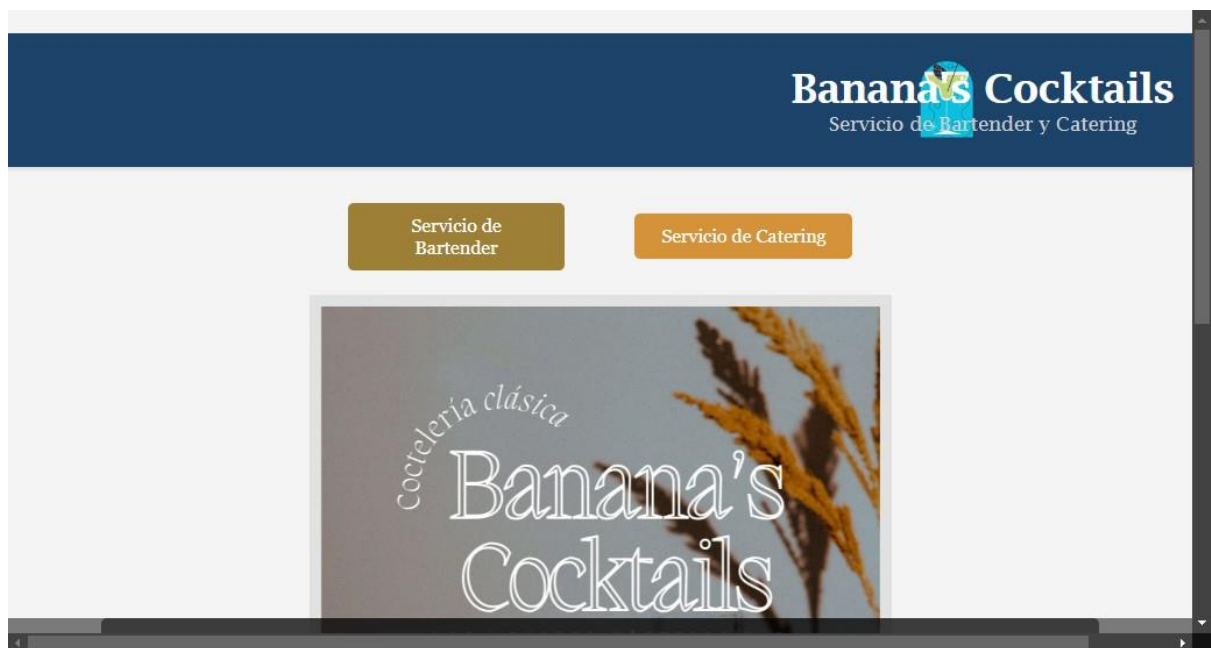 Banana's Cocktails
Servicio de Bartender y Catering
Servicio de
Bartender
Servicio de Catering
coctelería clásica
Banana's
Cocktails